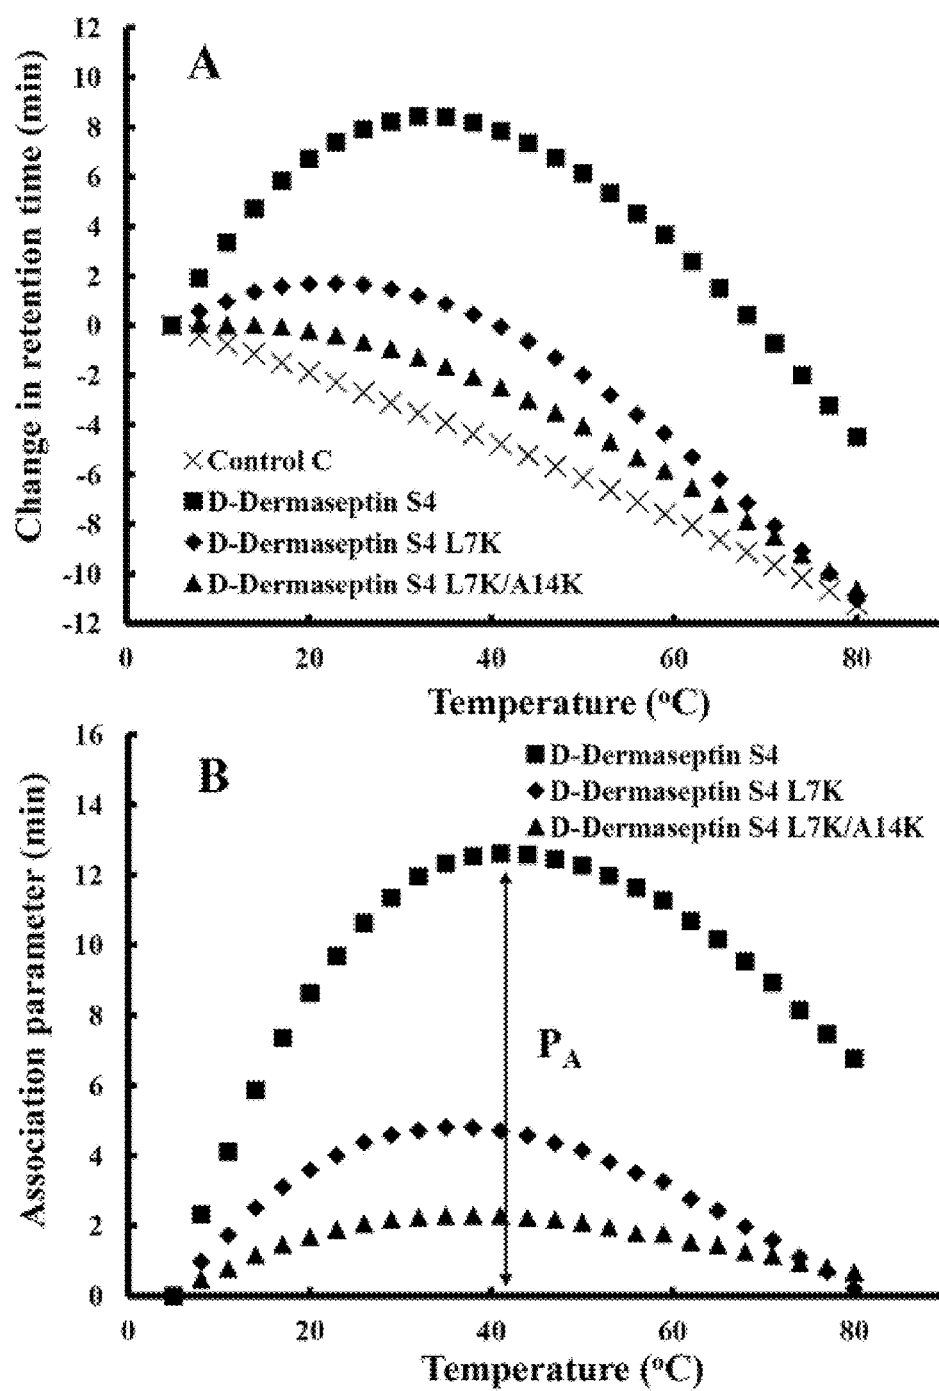 A
Change in retention time (min)
12
10
8
6
4
2
0
-2
-4
-6
-8
-10
-12
Control C
D-Dermaseptin S4
D-Dermaseptin S4 L7K
D-Dermaseptin S4 L7K/A14K
0 20 40 60 80
Temperature (°C)
B
Association parameter (min)
16
14
12
10
8
6
4
2
0
D-Dermaseptin S4
D-Dermaseptin S4 L7K
D-Dermaseptin S4 L7K/A14K
PA
0 20 40 60 80
Temperature (°C)